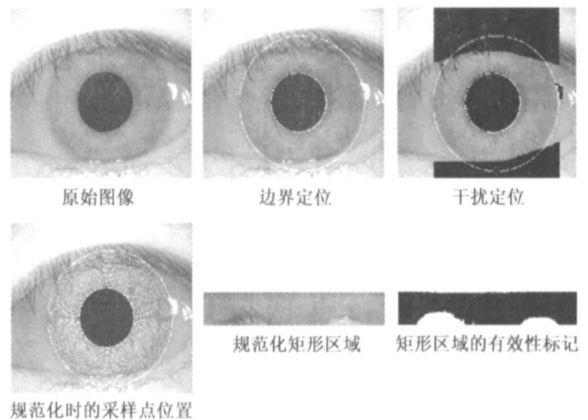 原始图像
边界定位
干扰定位
规范化矩形区域
矩形区域的有效性标记
规范化时的采样点位置